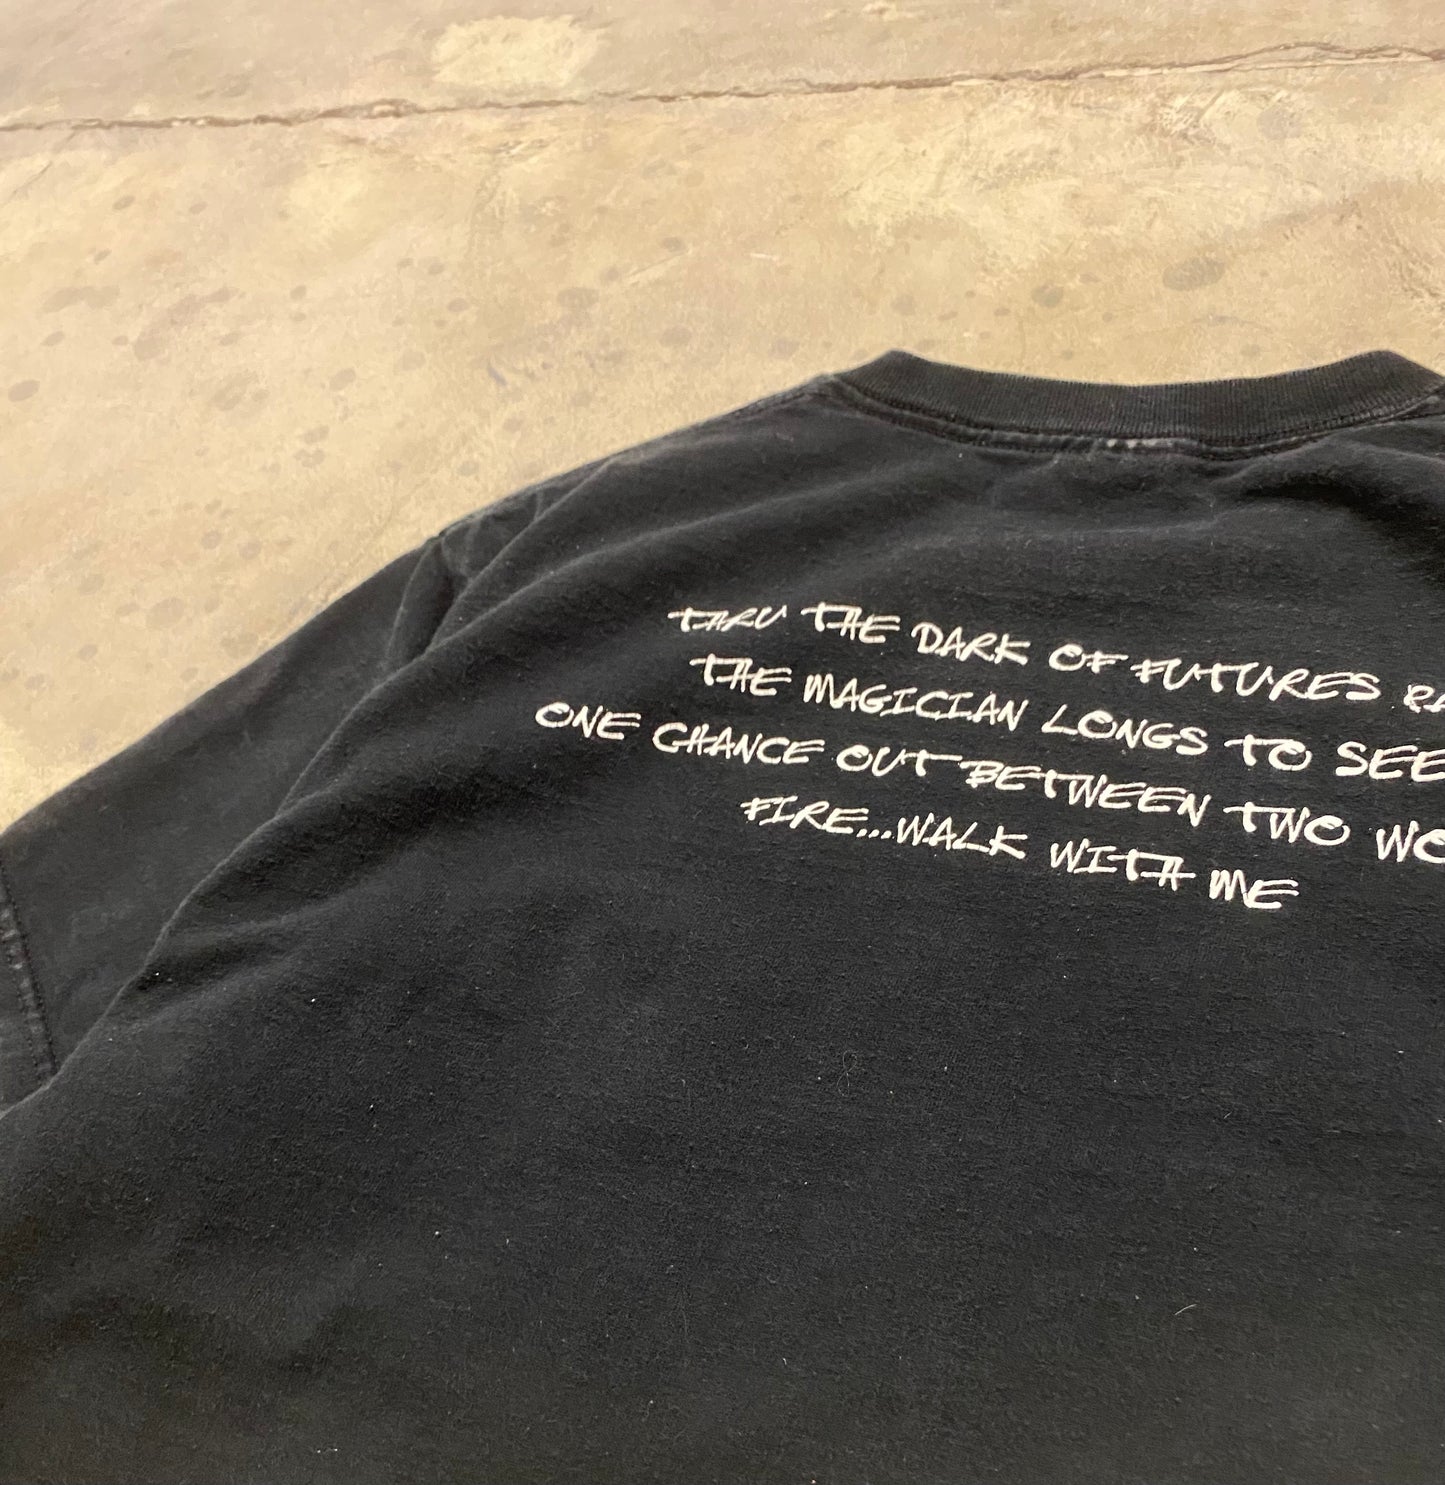 THRU THE DARK OF FUTURES
THE MAGICIAN LONGS TO SEE
ONE CHANCE OUT BETWEEN TWO
FIRE...WALK WITH ME